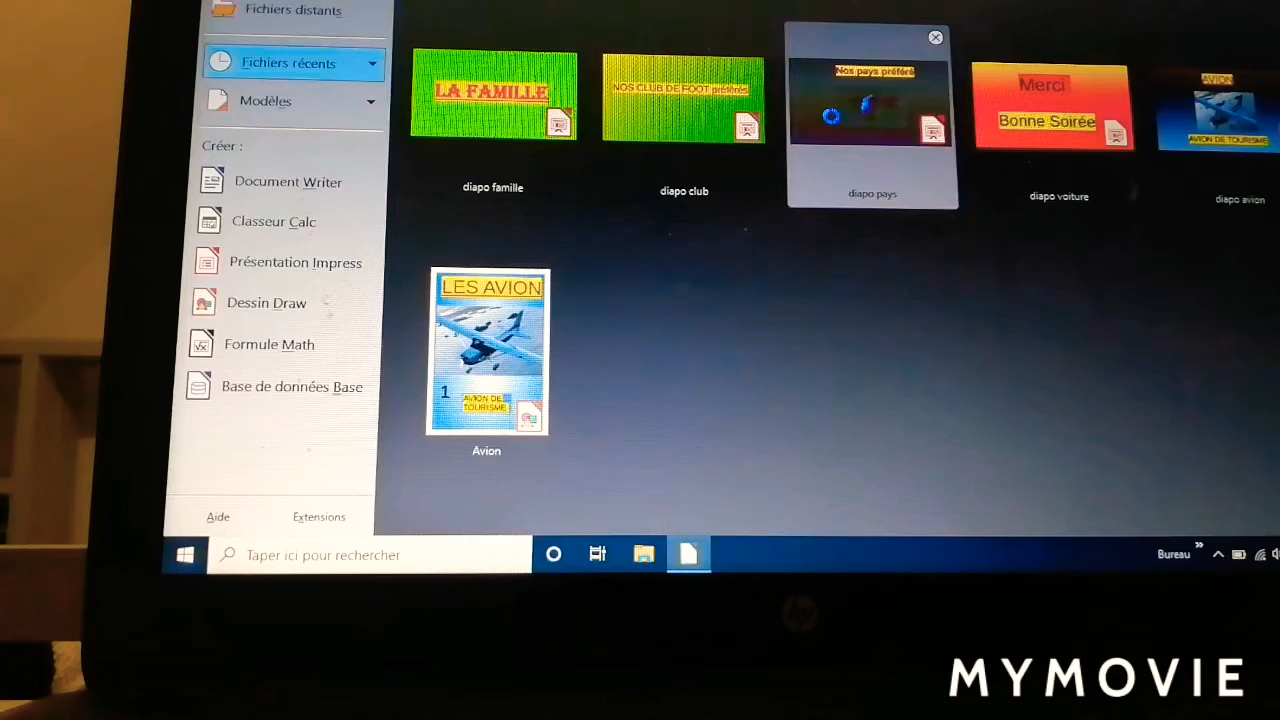 Fichiers distants
Fichiers récents
Modèles
Créer :
Document Writer
Classeur Calc
Présentation Impress
Dessin Draw
Formule Math
Base de données Base
Aide
Extensions
LA FAMILLE
diapo famille
NOS CLUB DE FOOT préférés
diapo club
Nos pays préféré
diapo pays
Merci
Bonne Soirée
diapo voiture
AVION
AVION DE TOURISME
diapo avion
LES AVION
1
AVION DE
TOURISME
Avion
Taper ici pour rechercher
Bureau
hp
MYMOVIE